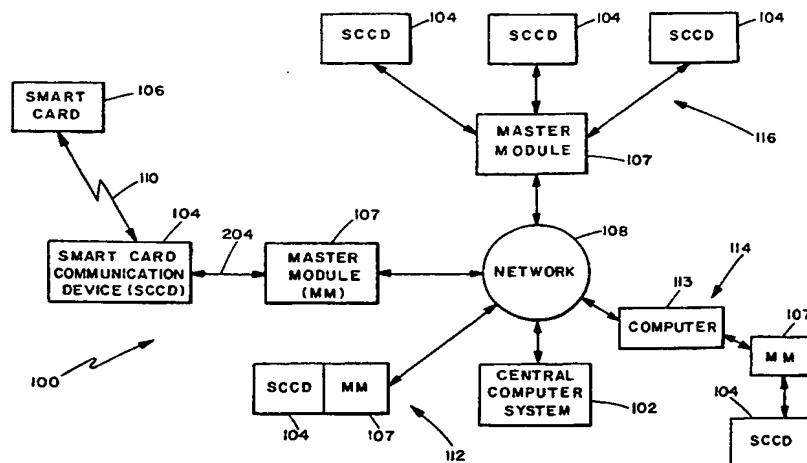 SCCD
104
SCCD
104
SCCD
104
SMART
CARD
106
MASTER
MODULE
107
116
110
104
SMART CARD
COMMUNICATION
DEVICE (SCCD)
204
107
MASTER
MODULE
(MM)
108
NETWORK
114
113
COMPUTER
107
MM
100
SCCD
MM
104
107
112
CENTRAL
COMPUTER
SYSTEM
102
104
SCCD